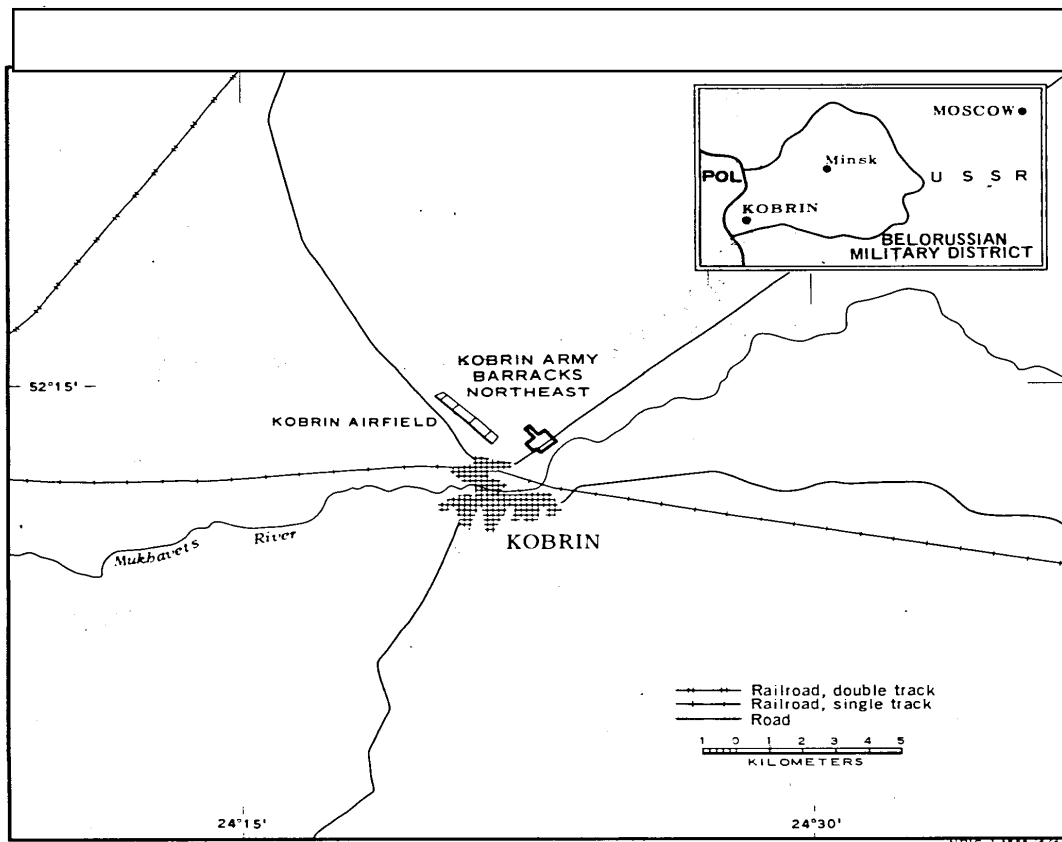 MOSCOW
Minsk
POL
U S S R
KOBRIN
BELORUSSIAN
MILITARY DISTRICT
KOBRIN ARMY
BARRACKS
NORTHEAST
52°15'
KOBRIN AIRFIELD
KOBRIN
Mukhavets River
Railroad, double track
Railroad, single track
Road
1 0 1 2 3 4 5
KILOMETERS
24°15'
24°30'